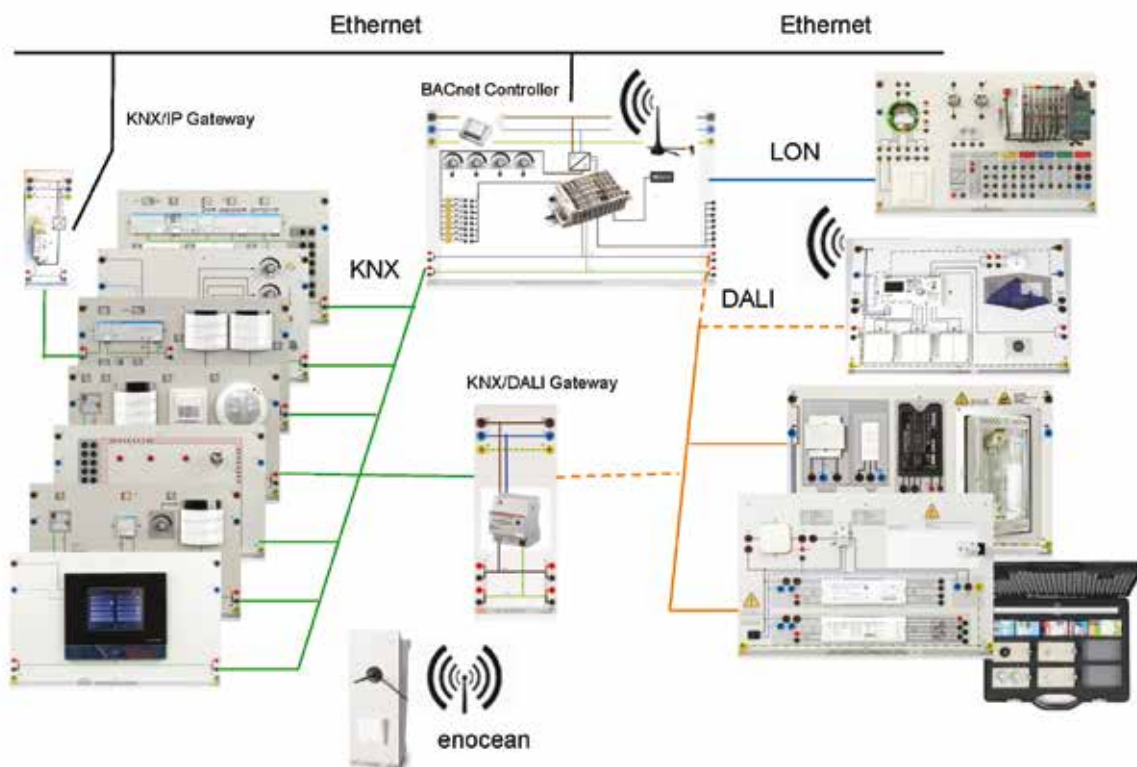 Ethernet
Ethernet
BACnet Controller
KNX/IP Gateway
LON
KNX
DALI
KNX/DALI Gateway
enocean